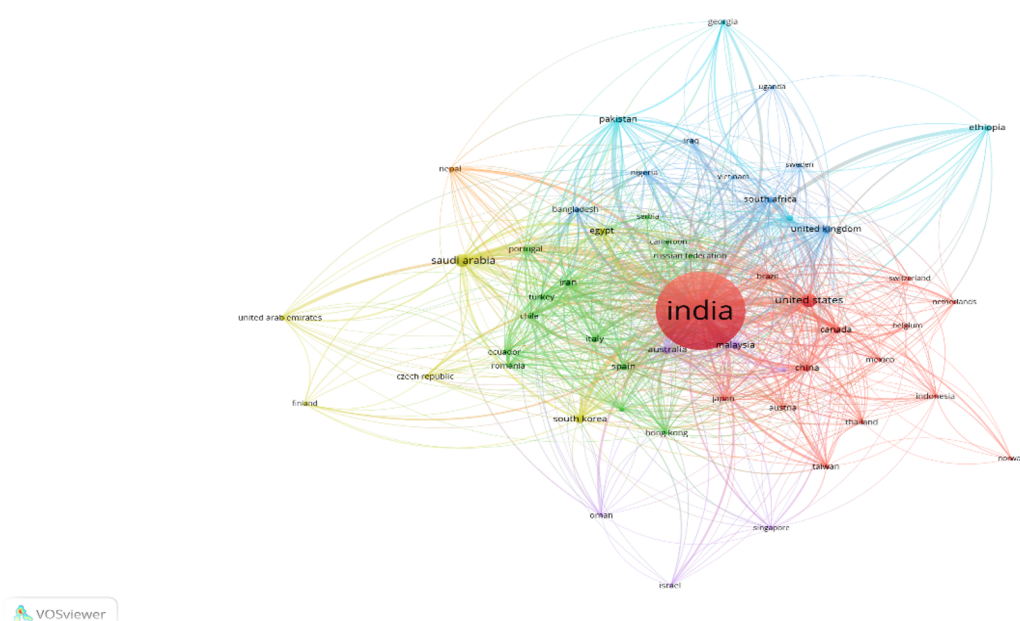 georgia
uganda
pakistan
ethiopia
iraq
nepal
sweden
nigeria
vietnam
south africa
bangladesh
serbia
egypt
united kingdom
cameroon
portugal
russian federation
saudi arabia
brazil
iran
switzerland
turkey
united states
netherlands
india
chile
united arab emirates
belgium
canada
italy
malaysia
australia
ecuador
mexico
romania
spain
china
czech republic
indonesia
japan
finland
austria
south korea
thailand
hong kong
norwa
taiwan
oman
singapore
israel
VOSviewer